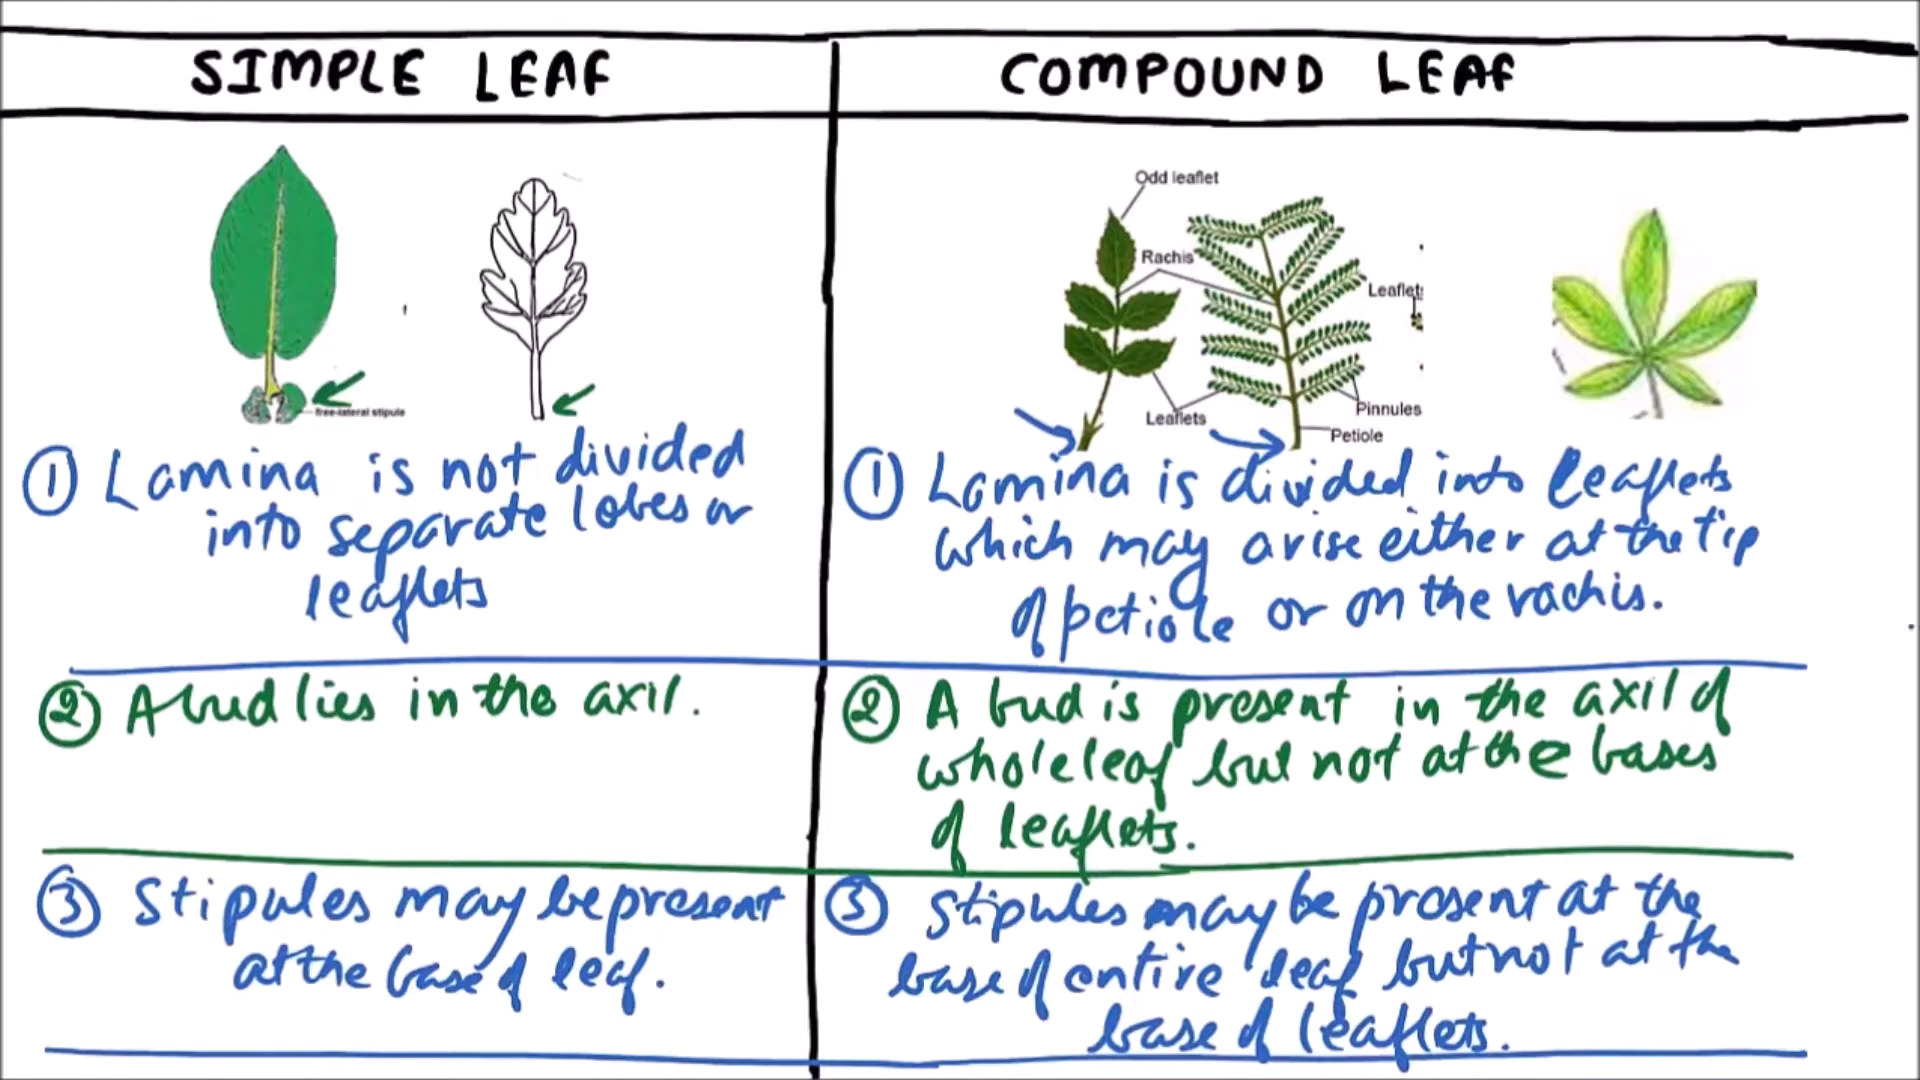 SIMPLE LEAF
COMPOUND LEAF
free-lateral stipule
Odd leaflet
Rachis
Leaflets
Leaflets
Pinnules
Petiole
① Lamina is not divided
into separate lobes or
leaflets
① Lamina is divided into leaflets
which may arise either at the tip
of petiole or on the rachis.
② A bud lies in the axil.
② A bud is present in the axil of
whole leaf but not at the bases
of leaflets.
③ Stipules may be present
at the base of leaf.
③ Stipules may be present at the
base of entire leaf but not at the
base of leaflets.